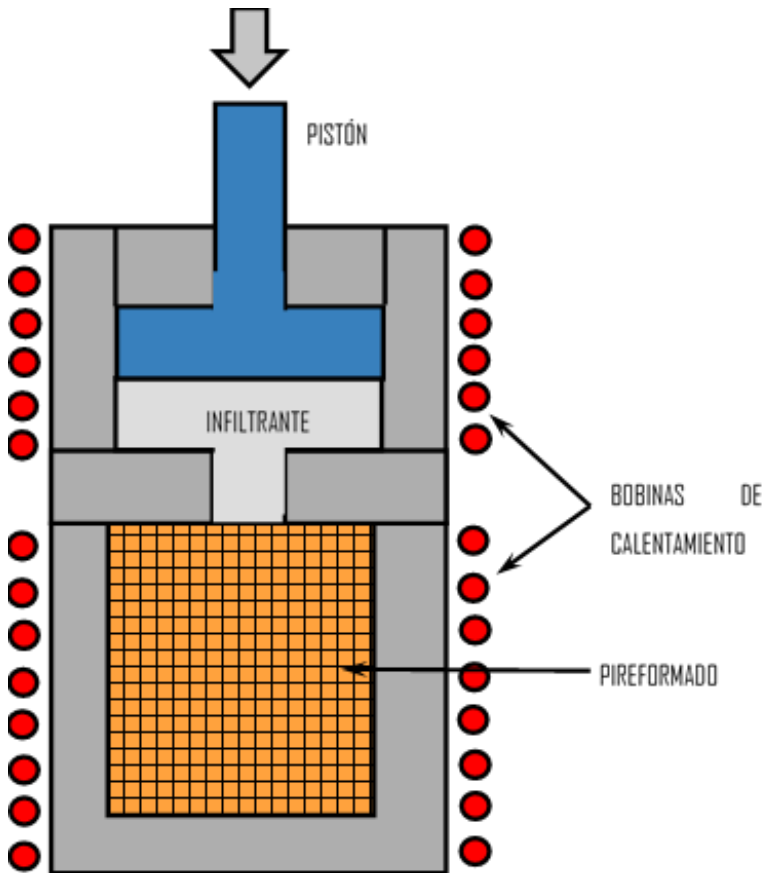 PISTÓN
INFILTRANTE
BOBINAS DE
CALENTAMIENTO
PIREFORMADO